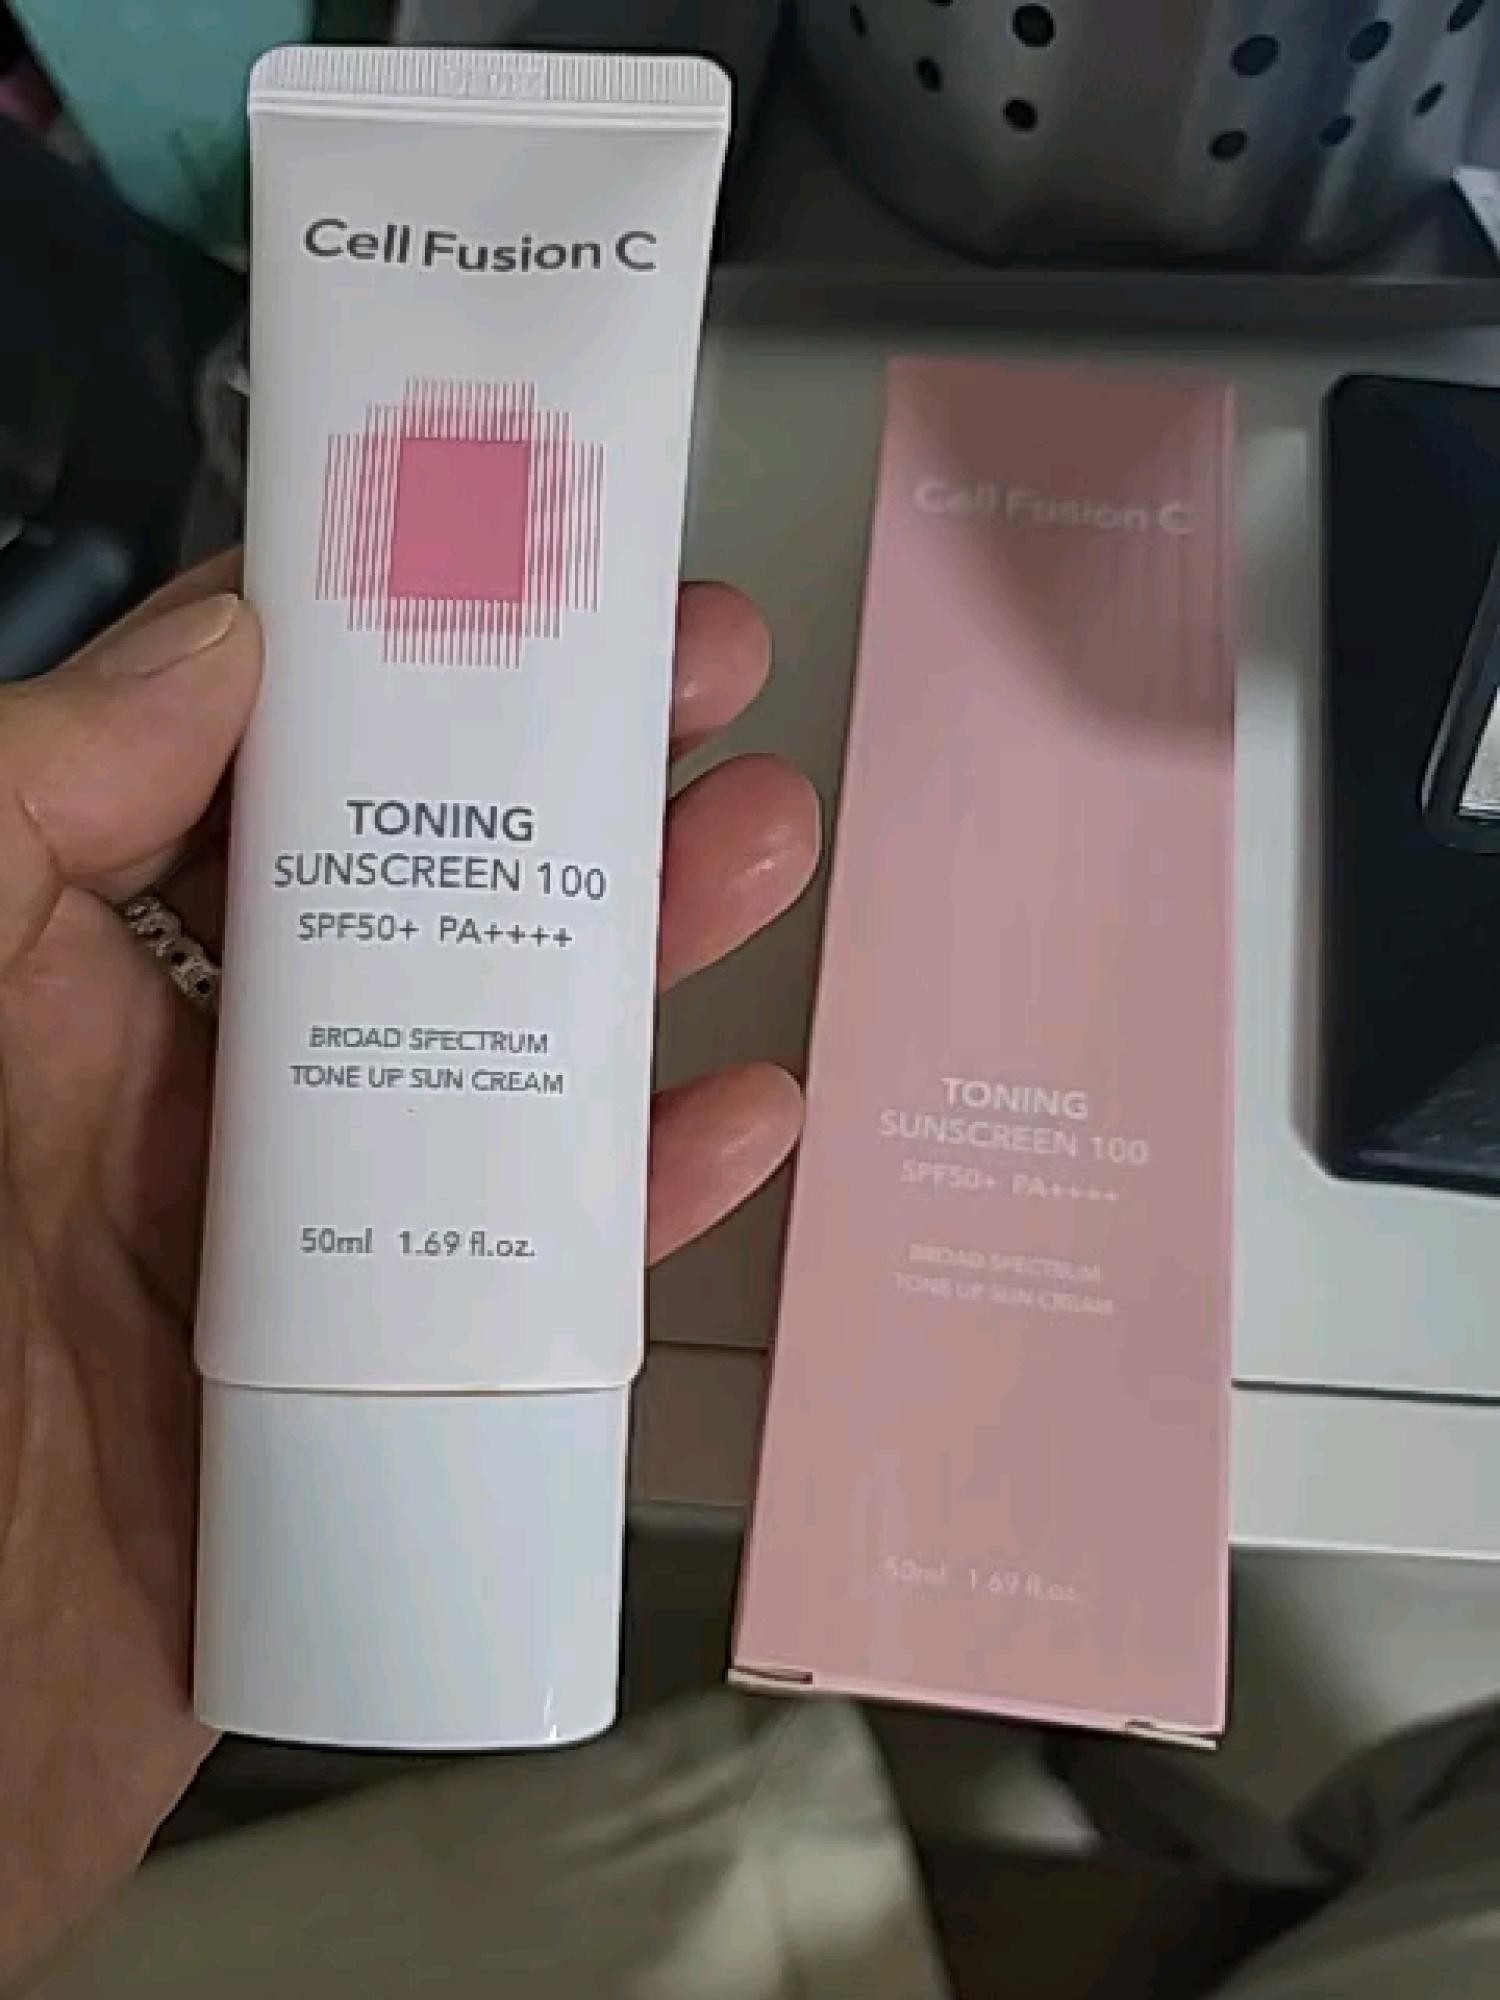 Cell Fusion C
TONING
SUNSCREEN 100
SPF50+ PA++++
BROAD SPECTRUM
TONE UP SUN CREAM
50ml 1.69 fl.oz.
Cell Fusion C
TONING
SUNSCREEN 100
SPF50+ PA++++
BROAD SPECTRUM
TONE UP SUN CREAM
50ml 1.69 fl.oz.